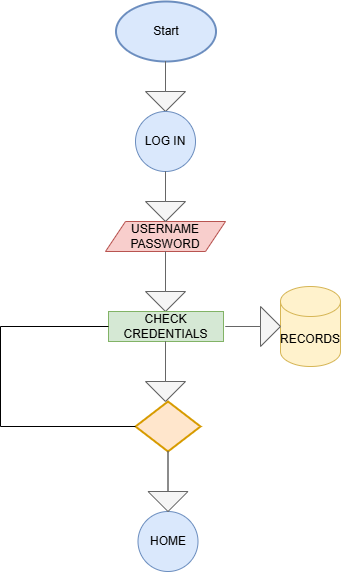 Start
LOG IN
USERNAME
PASSWORD
CHECK
CREDENTIALS
RECORDS
HOME